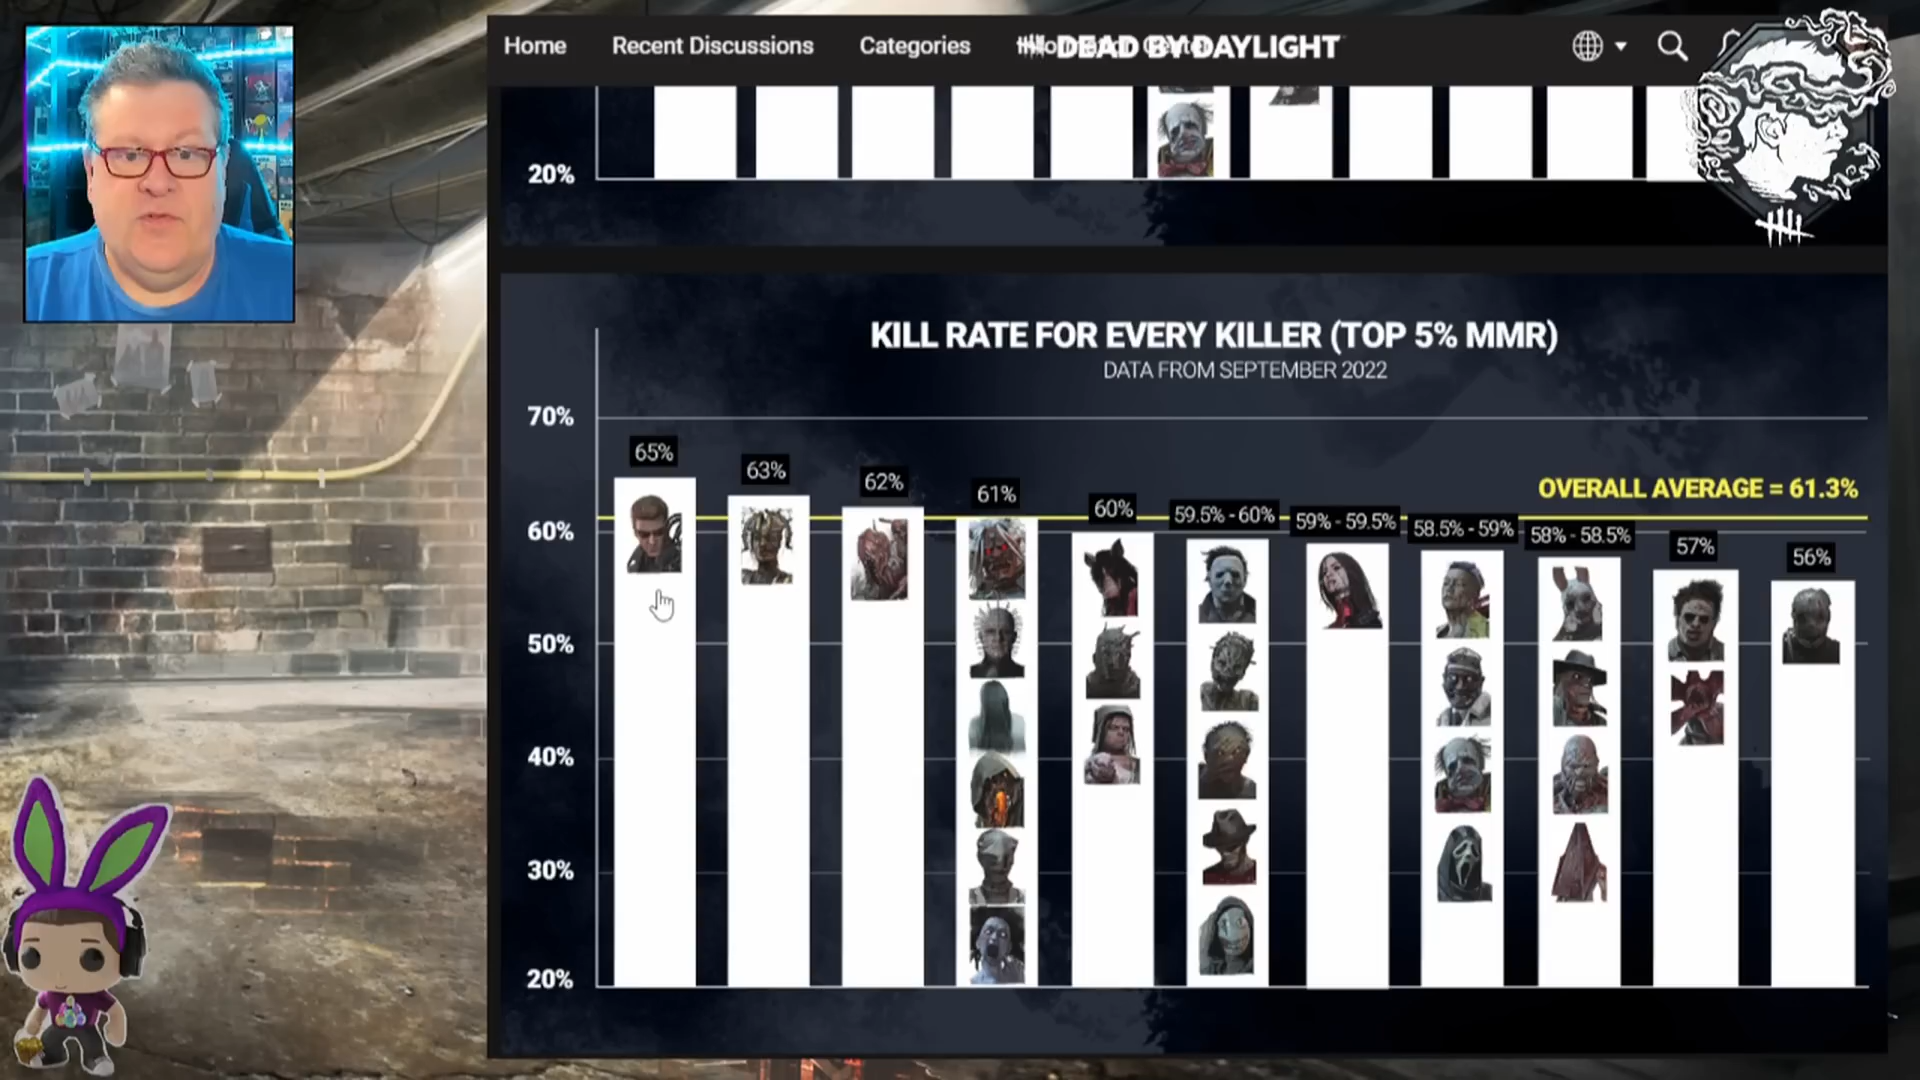 Home Recent Discussions Categories DEAD BY DAYLIGHT
20%
KILL RATE FOR EVERY KILLER (TOP 5% MMR)
DATA FROM SEPTEMBER 2022
70%
65%
63%
62%
61%
60%
59.5% - 60%
59% - 59.5%
58.5% - 59%
58% - 58.5%
57%
56%
OVERALL AVERAGE = 61.3%
60%
50%
40%
30%
20%